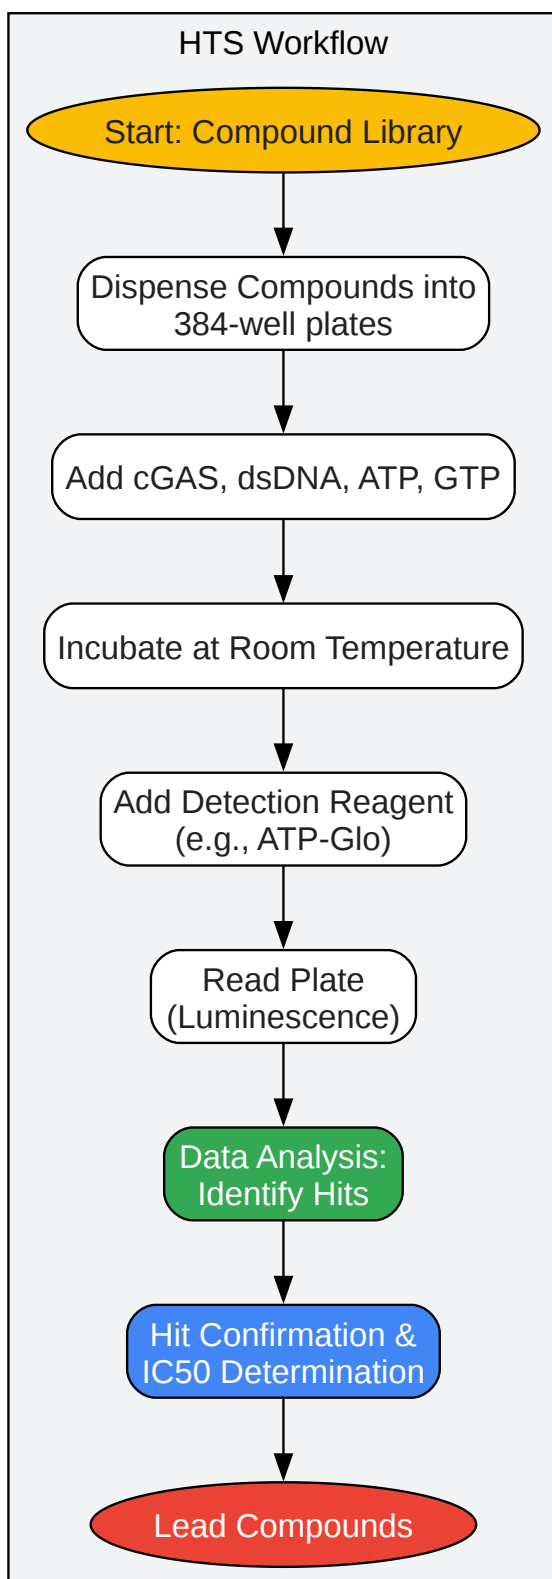 HTS Workflow
Start: Compound Library
Dispense Compounds into
384-well plates
Add cGAS, dsDNA, ATP, GTP
Incubate at Room Temperature
Add Detection Reagent
(e.g., ATP-Glo)
Read Plate
(Luminescence)
Data Analysis:
Identify Hits
Hit Confirmation &
IC50 Determination
Lead Compounds